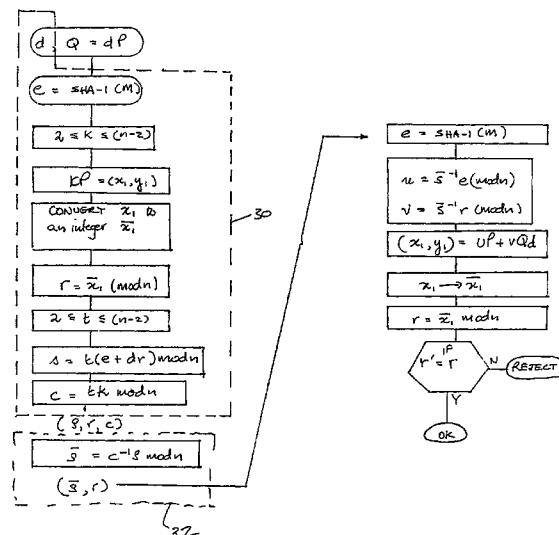 d Q = dP
e = SHA-1 (M)
2 ≤ k ≤ (n-2)
kP = (x₁, y₁)
CONVERT x₁ to
an integer x̄₁
r = x̄₁ (mod n)
2 ≤ t ≤ (n-2)
s = t(e + dr) mod n
c = tk mod n
(s, r, c)
s̄ = c⁻¹s mod n
(s̄, r)
30
e = SHA-1 (M)
u = s̄⁻¹e (mod n)
v = s̄⁻¹r (mod n)
(x₁, y₁) = uP + vQd
x₁ → x̄₁
r = x̄₁ mod n
IF
r' = r
N
REJECT
Y
OK